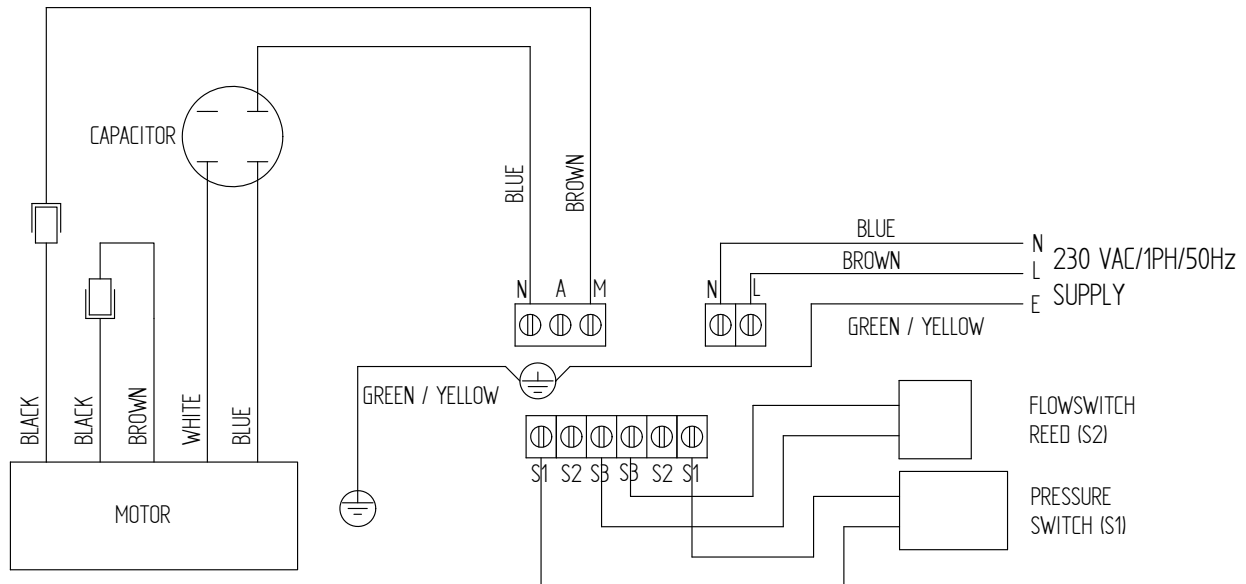 CAPACITOR
BLUE
BROWN
BLUE
N
BROWN
L
230 VAC/1PH/50Hz
SUPPLY
E
N A M
N L
GREEN / YELLOW
GREEN / YELLOW
BLACK
BLACK
BROWN
WHITE
BLUE
FLOWSWITCH
REED (S2)
S1 S2 S3 S3 S2 S1
MOTOR
PRESSURE
SWITCH (S1)